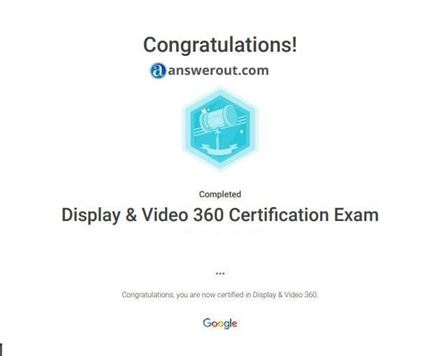 Congratulations!
answerout.com
Completed
Display & Video 360 Certification Exam
...
Congratulations, you are now certified in Display & Video 360.
Google